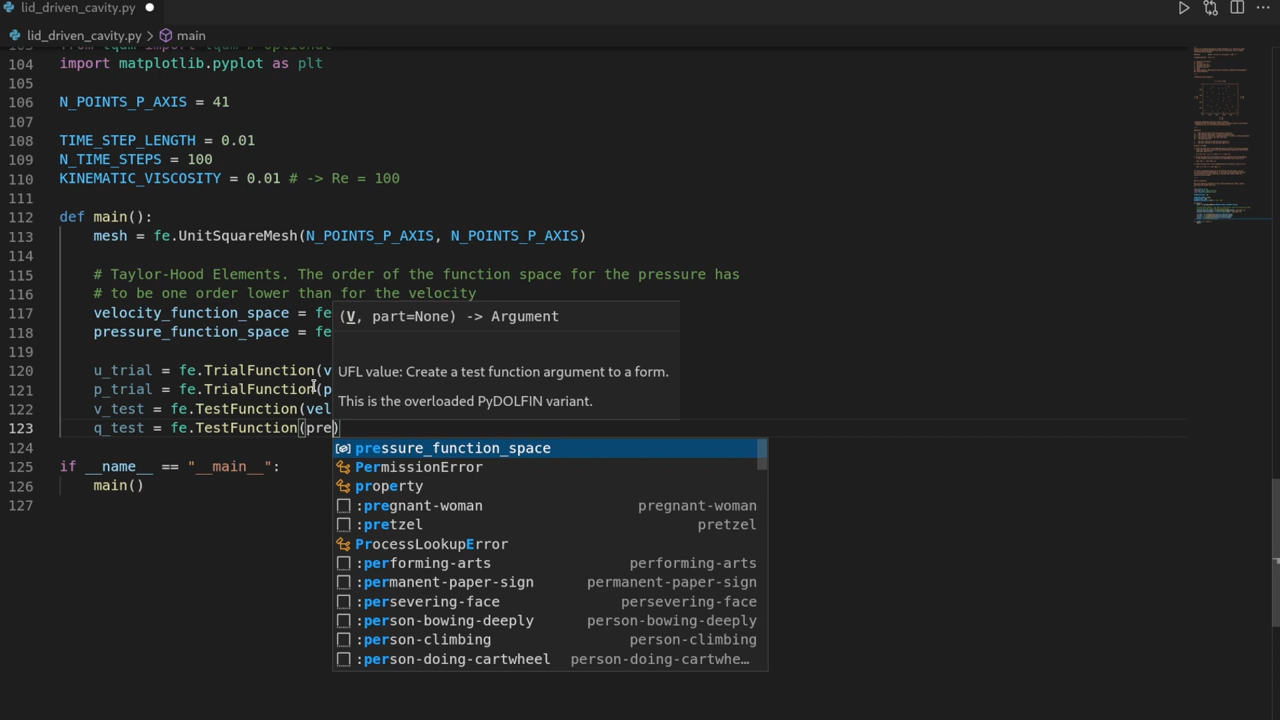 lid_driven_cavity.py
lid_driven_cavity.py > main
104 import matplotlib.pyplot as plt
105
106 N_POINTS_P_AXIS = 41
107
108 TIME_STEP_LENGTH = 0.01
109 N_TIME_STEPS = 100
110 KINEMATIC_VISCOSITY = 0.01 # -> Re = 100
111
112 def main():
113 mesh = fe.UnitSquareMesh(N_POINTS_P_AXIS, N_POINTS_P_AXIS)
114
115 # Taylor-Hood Elements. The order of the function space for the pressure has
116 # to be one order lower than for the velocity
117 velocity_function_space = fe
118 pressure_function_space = fe
119
120 u_trial = fe.TrialFunction(v
121 p_trial = fe.TrialFunction(p
122 v_test = fe.TestFunction(vel
123 q_test = fe.TestFunction(pre)
124
125 if __name__ == "__main__":
126 main()
127
(V, part=None) -> Argument
UFL value: Create a test function argument to a form.
This is the overloaded PyDOLFIN variant.
pressure_function_space
PermissionError
property
:pregnant-woman pregnant-woman
:pretzel pretzel
ProcessLookupError
:performing-arts performing-arts
:permanent-paper-sign permanent-paper-sign
:persevering-face persevering-face
:person-bowing-deeply person-bowing-deeply
:person-climbing person-climbing
:person-doing-cartwheel person-doing-cartwhe…